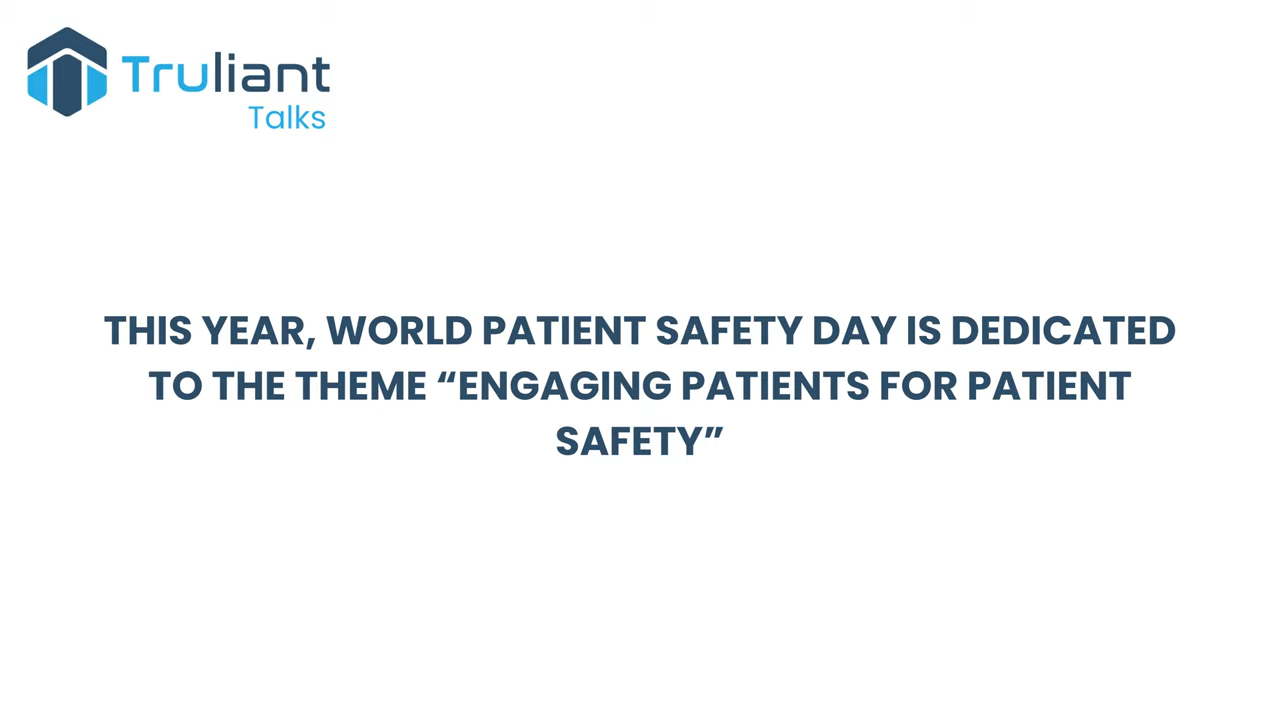 Truliant
Talks
THIS YEAR, WORLD PATIENT SAFETY DAY IS DEDICATED
TO THE THEME “ENGAGING PATIENTS FOR PATIENT
SAFETY”